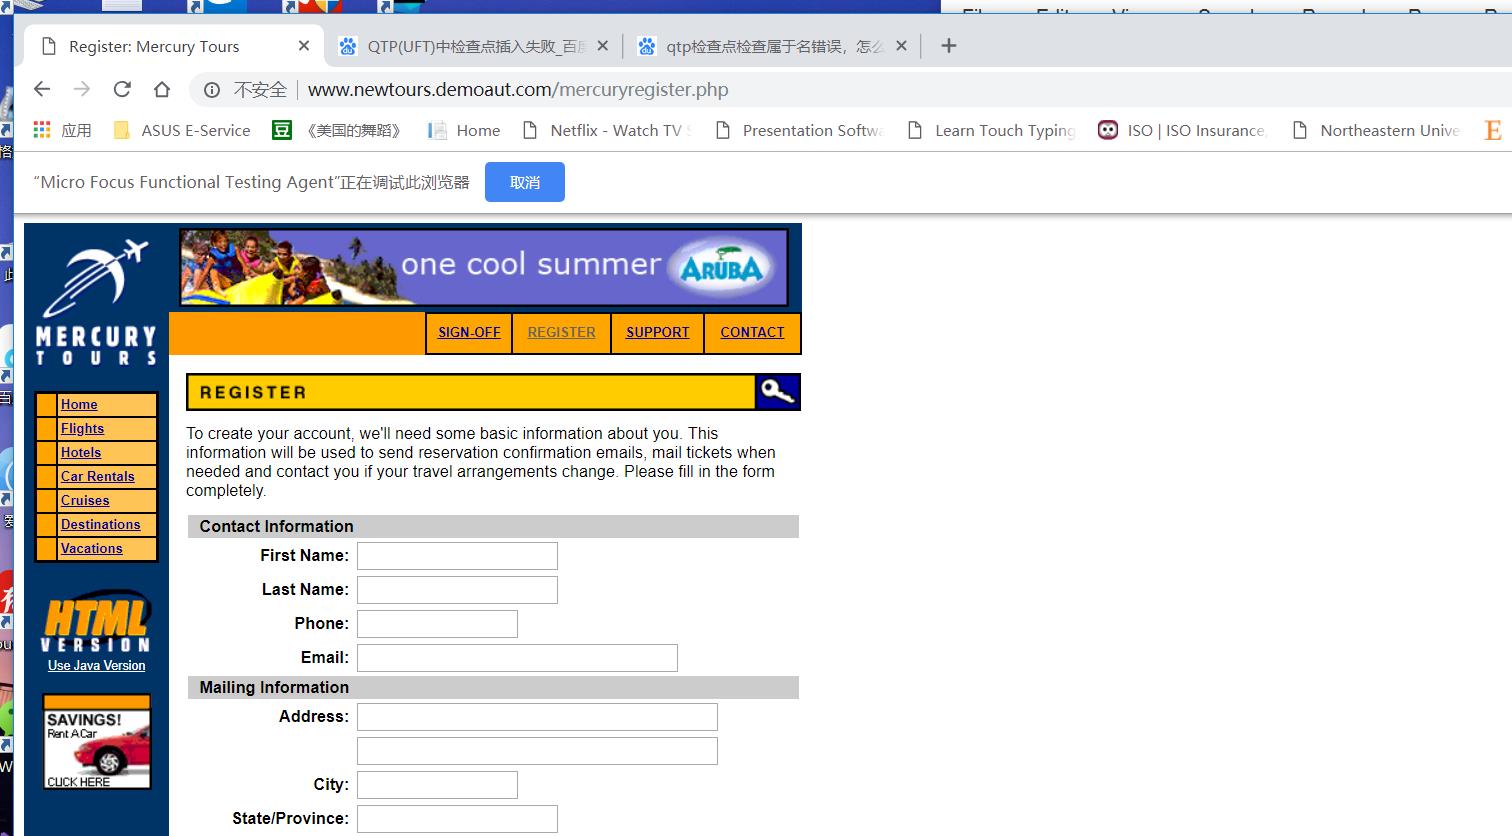 Register: Mercury Tours
QTP(UFT)中检查点插入失败_百度
qtp检查点检查属于名错误，怎么
不安全
www.newtours.demoaut.com/mercuryregister.php
应用
ASUS E-Service
《美国的舞蹈》
Home
Netflix - Watch TV S
Presentation Softwa
Learn Touch Typing
ISO | ISO Insurance,
Northeastern Unive
E
“Micro Focus Functional Testing Agent”正在调试此浏览器
取消
MERCURY
TOURS
one cool summer
ARUBA
SIGN-OFF
REGISTER
SUPPORT
CONTACT
REGISTER
Home
Flights
Hotels
Car Rentals
Cruises
Destinations
Vacations
HTML
VERSION
Use Java Version
SAVINGS!
Rent A Car
CLICK HERE
To create your account, we'll need some basic information about you. This
information will be used to send reservation confirmation emails, mail tickets when
needed and contact you if your travel arrangements change. Please fill in the form
completely.
Contact Information
First Name:
Last Name:
Phone:
Email:
Mailing Information
Address:
City:
State/Province: